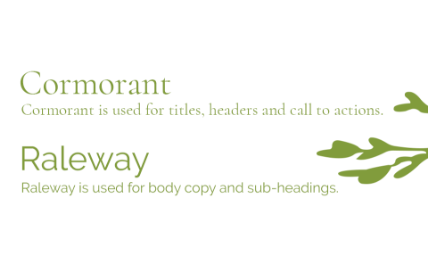 Cormorant
Cormorant is used for titles, headers and call to actions.
Raleway
Raleway is used for body copy and sub-headings.